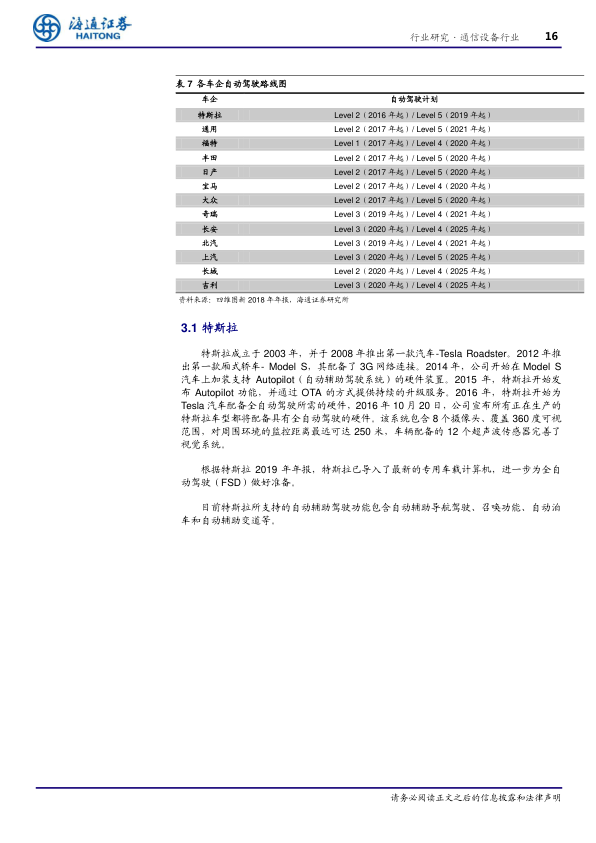 海通证券
HAITONG
行业研究·通信设备行业 16
表 7 各车企自动驾驶路线图
车企 自动驾驶计划
特斯拉 Level 2（2016 年起）/ Level 5（2019 年起）
通用 Level 2（2017 年起）/ Level 5（2021 年起）
福特 Level 1（2017 年起）/ Level 4（2020 年起）
丰田 Level 2（2017 年起）/ Level 5（2020 年起）
日产 Level 2（2017 年起）/ Level 5（2020 年起）
宝马 Level 2（2017 年起）/ Level 4（2020 年起）
大众 Level 2（2017 年起）/ Level 5（2020 年起）
奇瑞 Level 3（2019 年起）/ Level 4（2021 年起）
长安 Level 3（2020 年起）/ Level 4（2025 年起）
北汽 Level 3（2019 年起）/ Level 4（2021 年起）
上汽 Level 3（2020 年起）/ Level 5（2025 年起）
长城 Level 2（2020 年起）/ Level 4（2025 年起）
吉利 Level 3（2020 年起）/ Level 4（2025 年起）
资料来源：四维图新 2018 年年报，海通证券研究所
3.1 特斯拉
特斯拉成立于 2003 年，并于 2008 年推出第一款汽车-Tesla Roadster。2012 年推
出第一款厢式轿车- Model S，其配备了 3G 网络连接。2014 年，公司开始在 Model S
汽车上加装支持 Autopilot（自动辅助驾驶系统）的硬件装置。2015 年，特斯拉开始发
布 Autopilot 功能，并通过 OTA 的方式提供持续的升级服务。2016 年，特斯拉开始为
Tesla 汽车配备全自动驾驶所需的硬件，2016 年 10 月 20 日，公司宣布所有正在生产的
特斯拉车型都将配备具有全自动驾驶的硬件。该系统包含 8 个摄像头、覆盖 360 度可视
范围，对周围环境的监控距离最远可达 250 米，车辆配备的 12 个超声波传感器完善了
视觉系统。
根据特斯拉 2019 年年报，特斯拉已导入了最新的专用车载计算机，进一步为全自
动驾驶（FSD）做好准备。
目前特斯拉所支持的自动辅助驾驶功能包含自动辅助导航驾驶、召唤功能、自动泊
车和自动辅助变道等。
请务必阅读正文之后的信息披露和法律声明